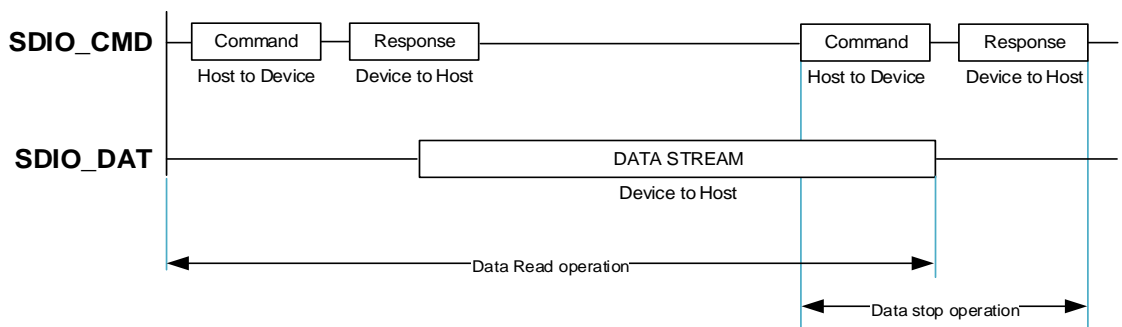 SDIO_CMD
Command
Response
Command
Response
Host to Device
Device to Host
Host to Device
Device to Host
SDIO_DAT
DATA STREAM
Device to Host
Data Read operation
Data stop operation